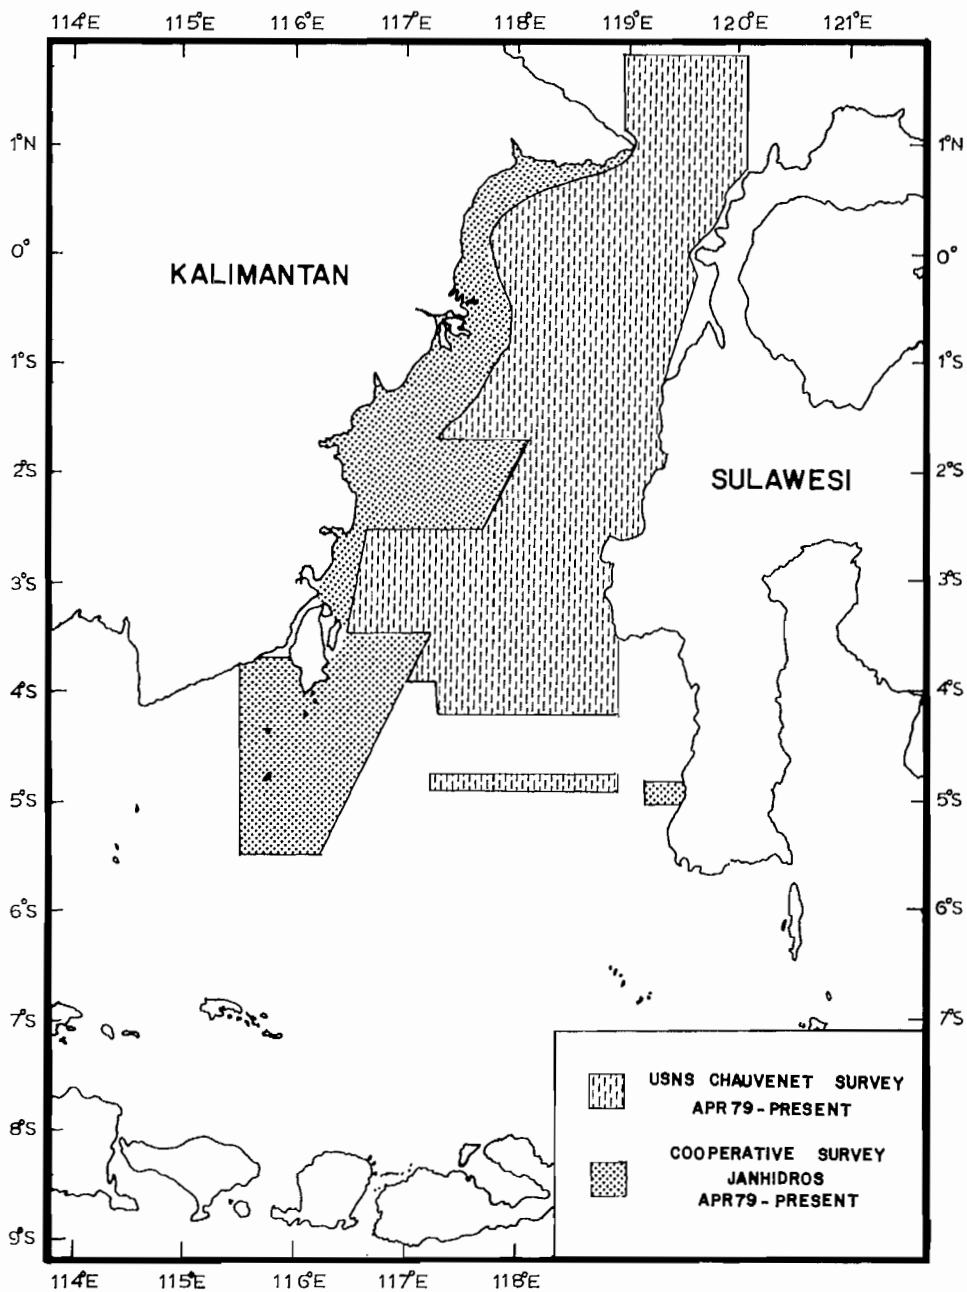 114°E 115°E 116°E 117°E 118°E 119°E 120°E 121°E
1°N 1°N
0° 0°
KALIMANTAN
1°S 1°S
2°S 2°S
SULAWESI
3°S 3°S
4°S 4°S
5°S 5°S
6°S 6°S
7°S 7°S
USNS CHAUVENET SURVEY
APR 79 - PRESENT
8°S
COOPERATIVE SURVEY
JANHIDROS
APR79 - PRESENT
9°S
114°E 115°E 116°E 117°E 118°E